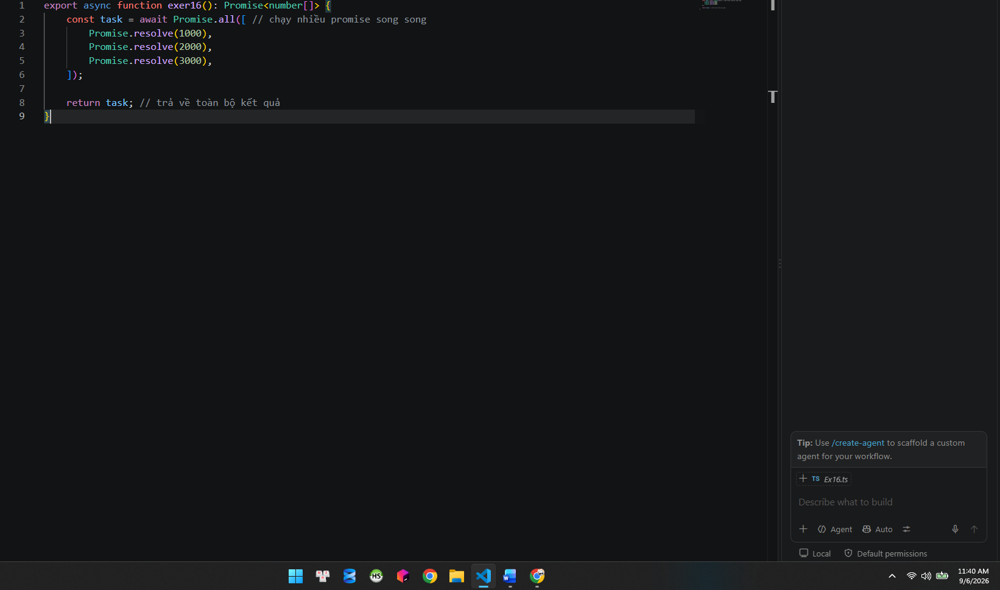 1 export async function exer16(): Promise<number[]> {
2 const task = await Promise.all([ // chạy nhiều promise song song
3 Promise.resolve(1000),
4 Promise.resolve(2000),
5 Promise.resolve(3000),
6 ]);
7
8 return task; // trả về toàn bộ kết quả
9 }
Tip: Use /create-agent to scaffold a custom
agent for your workflow.
TS Ex16.ts
Describe what to build
Agent Auto
Local Default permissions
HS
W
11:40 AM
9/6/2026